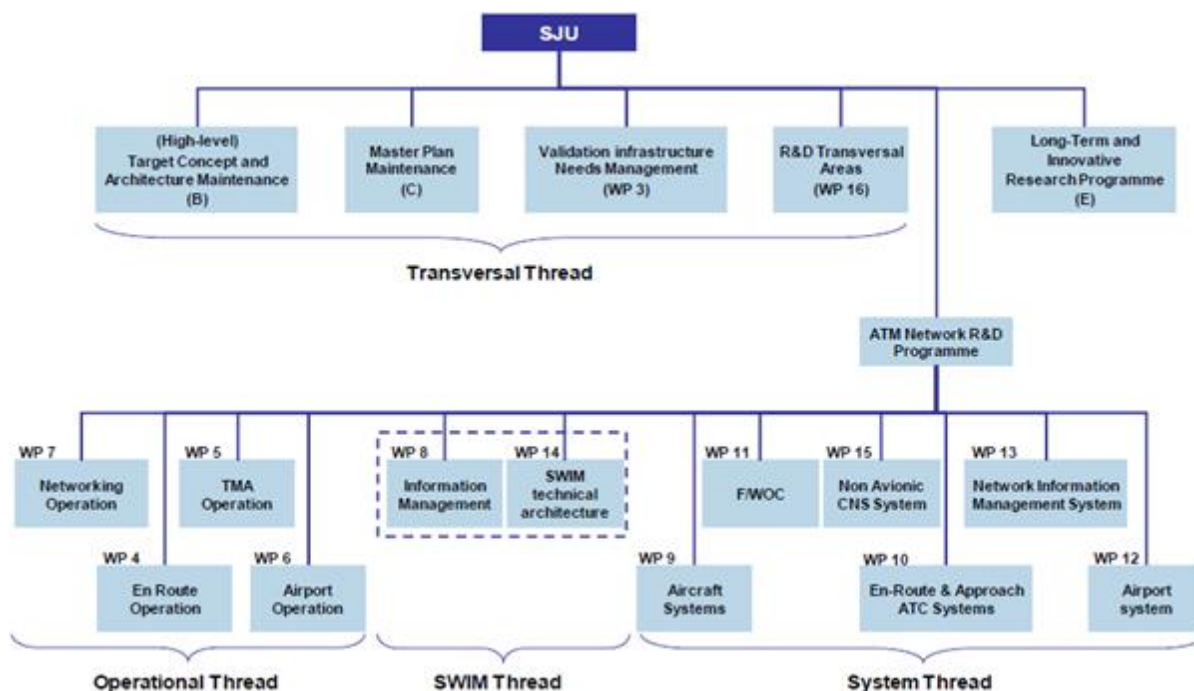 SJU
(High-level)
Target Concept and
Architecture Maintenance
(B)
Master Plan
Maintenance
(C)
Validation infrastructure
Needs Management
(WP 3)
R&D Transversal
Areas
(WP 16)
Long-Term and
Innovative
Research Programme
(E)
Transversal Thread
ATM Network R&D
Programme
WP 7
Networking
Operation
WP 5
TMA
Operation
WP 8
Information
Management
WP 14
SWIM
technical
architecture
WP 11
F/WOC
WP 15
Non Avionic
CNS System
WP 13
Network Information
Management System
WP 4
En Route
Operation
WP 6
Airport
Operation
WP 9
Aircraft
Systems
WP 10
En-Route & Approach
ATC Systems
WP 12
Airport
system
Operational Thread
SWIM Thread
System Thread